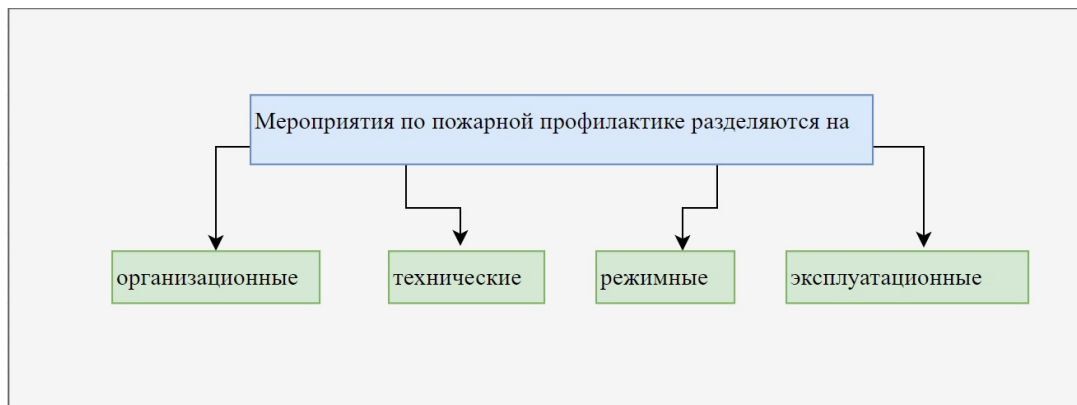 Мероприятия по пожарной профилактике разделяются на
организационные
технические
режимные
эксплуатационные